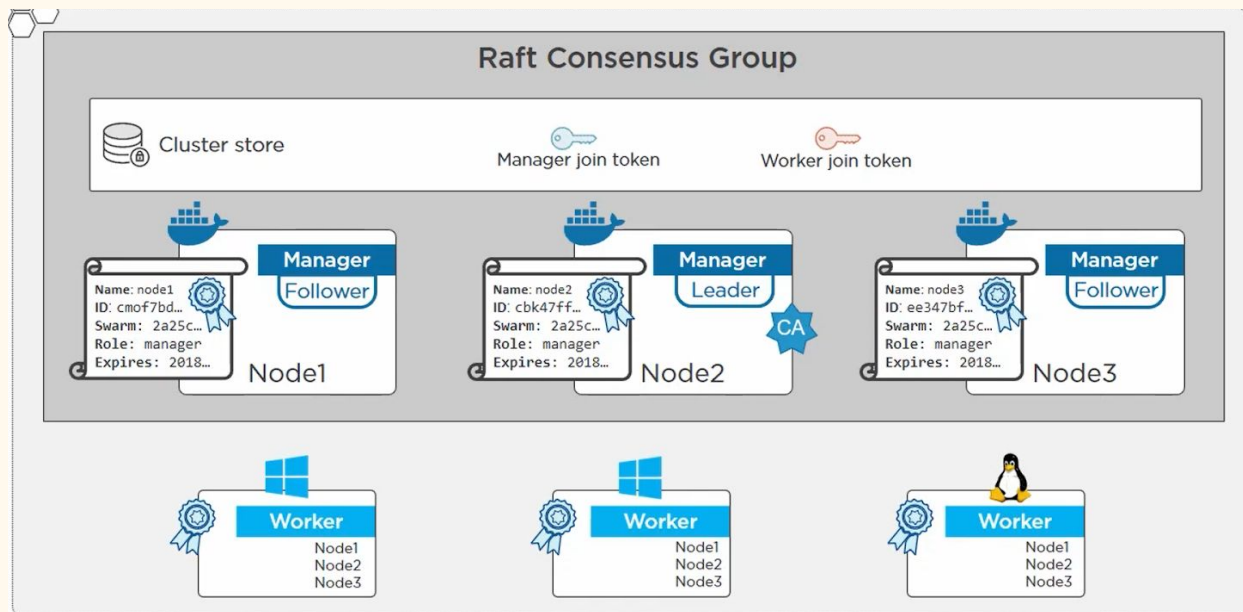 Raft Consensus Group
Cluster store
Manager join token
Worker join token
Manager
Follower
Name: node1
ID: cmof7bd…
Swarm: 2a25c…
Role: manager
Expires: 2018…
Node1
Manager
Leader
Name: node2
ID: cbk47ff…
Swarm: 2a25c…
Role: manager
Expires: 2018…
CA
Node2
Manager
Follower
Name: node3
ID: ee347bf…
Swarm: 2a25c…
Role: manager
Expires: 2018…
Node3
Worker
Node1
Node2
Node3
Worker
Node1
Node2
Node3
Worker
Node1
Node2
Node3